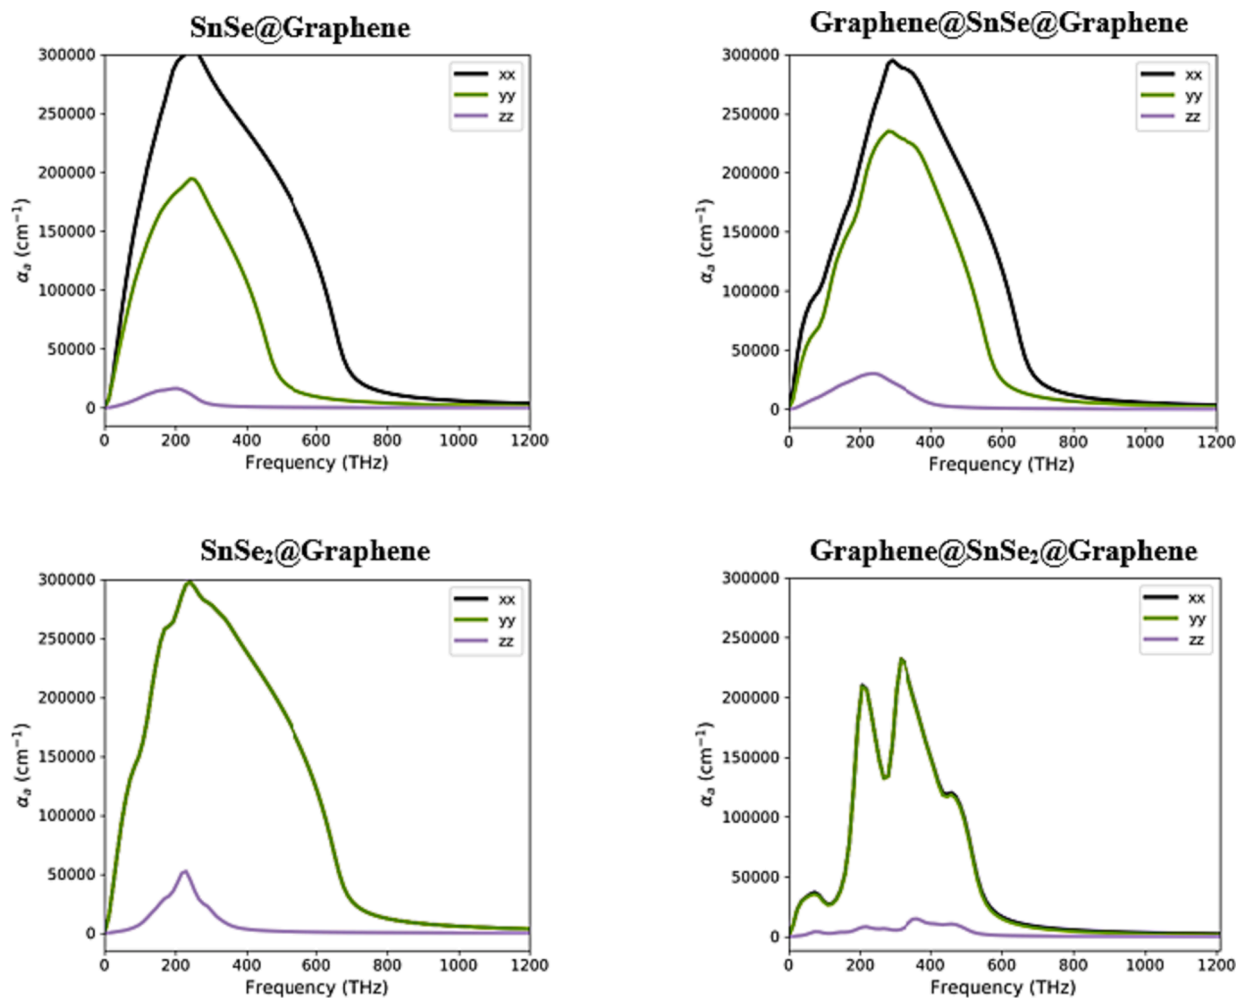 SnSe@Graphene
300000
250000
200000
150000
100000
50000
0
αa (cm−1)
xx
yy
zz
0 200 400 600 800 1000 1200
Frequency (THz)
Graphene@SnSe@Graphene
300000
250000
200000
150000
100000
50000
0
αa (cm−1)
xx
yy
zz
0 200 400 600 800 1000 1200
Frequency (THz)
SnSe2@Graphene
300000
250000
200000
150000
100000
50000
0
αa (cm−1)
xx
yy
zz
0 200 400 600 800 1000 1200
Frequency (THz)
Graphene@SnSe2@Graphene
300000
250000
200000
150000
100000
50000
0
αa (cm−1)
xx
yy
zz
0 200 400 600 800 1000 1200
Frequency (THz)